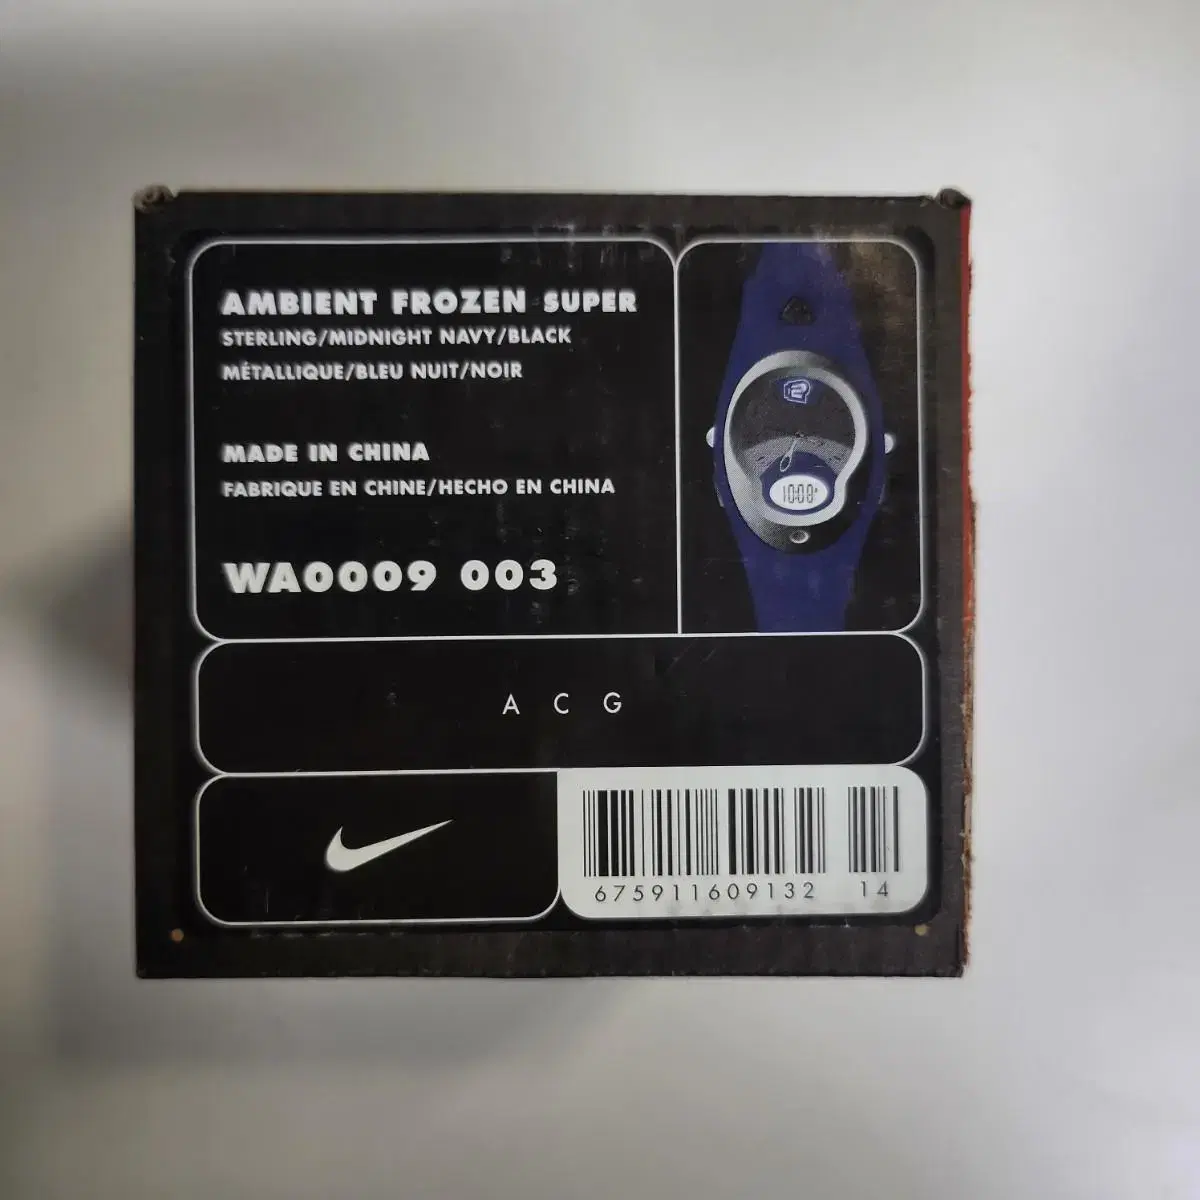 AMBIENT FROZEN SUPER
STERLING/MIDNIGHT NAVY/BLACK
MÉTALLIQUE/BLEU NUIT/NOIR
MADE IN CHINA
FABRIQUE EN CHINE/HECHO EN CHINA
WA0009 003
10:08
A C G
675911609132 14